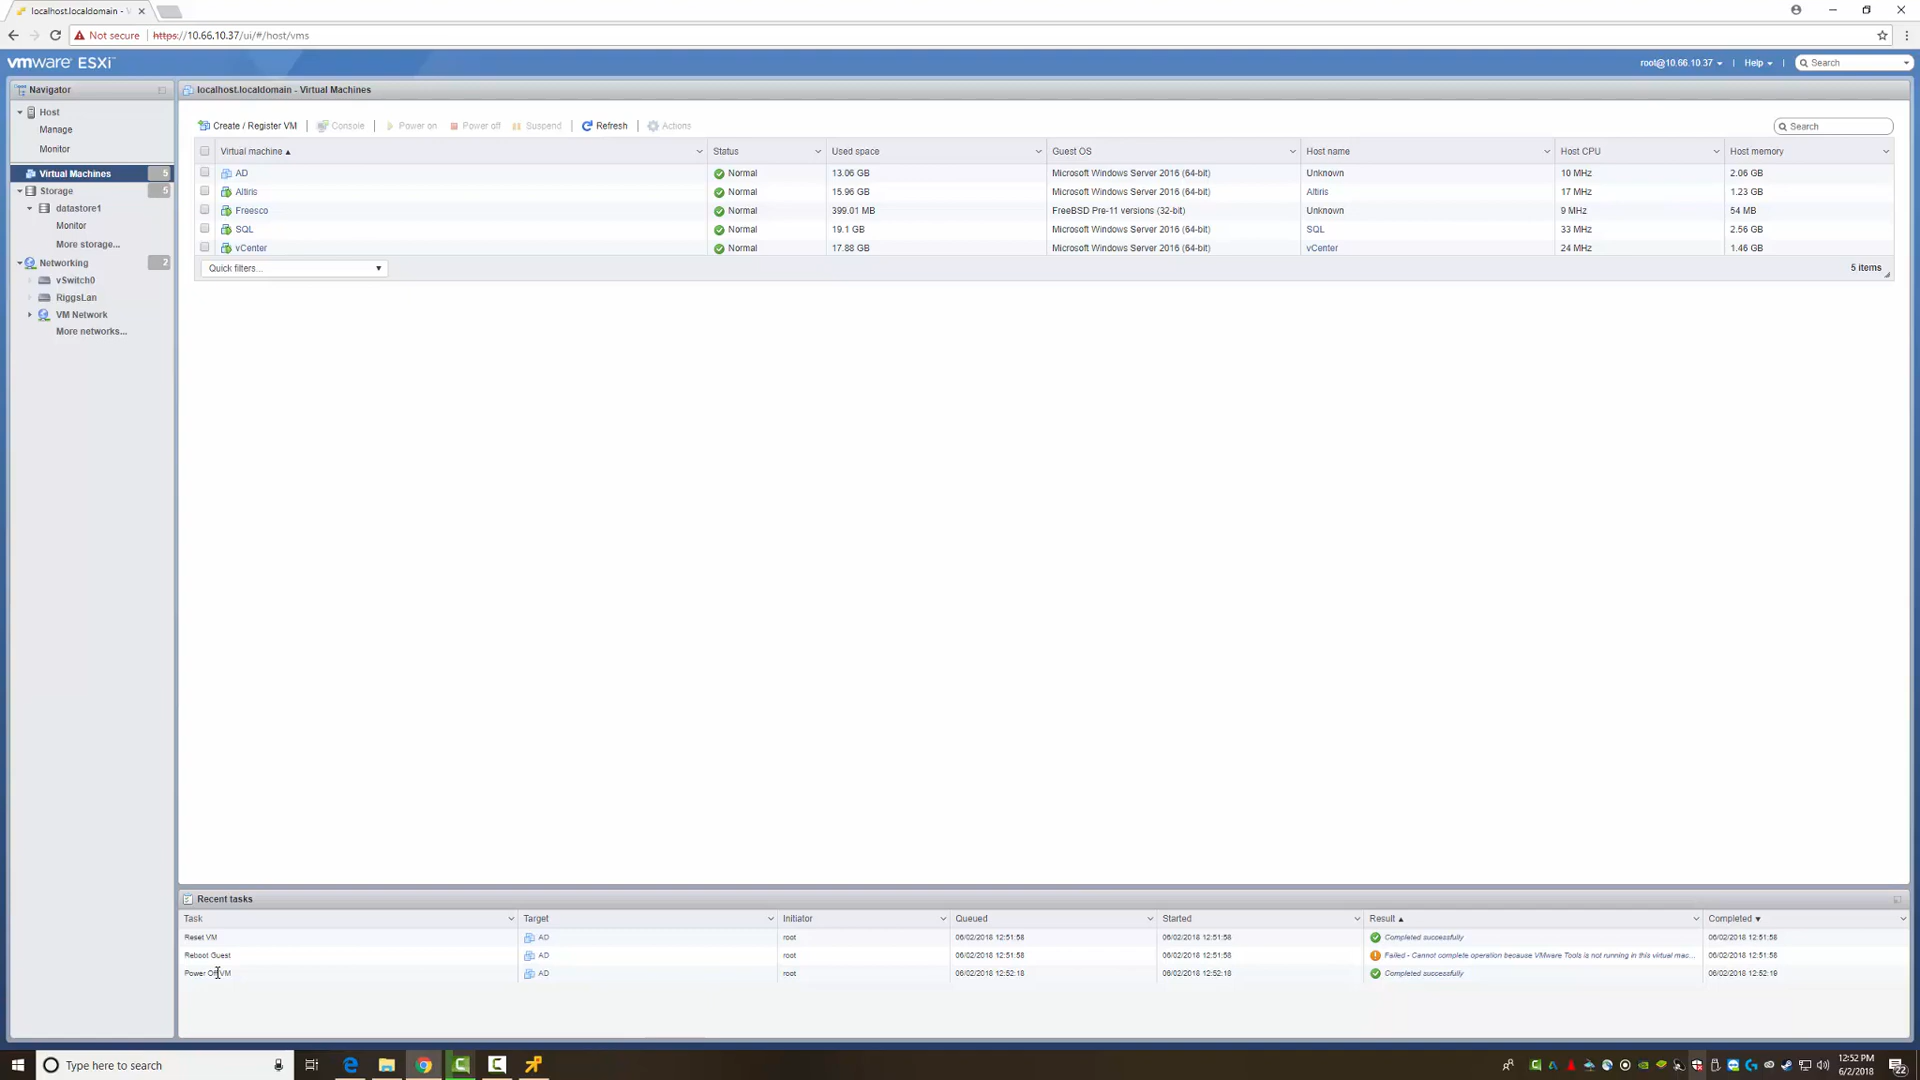 localhost.localdomain -
Not secure https://10.66.10.37/ui/#/host/vms
vmware ESXi
root@10.66.10.37
Help
Search
Navigator
Host
Manage
Monitor
Virtual Machines 5
Storage 5
datastore1
Monitor
More storage...
Networking 2
vSwitch0
RiggsLan
VM Network
More networks...
localhost.localdomain - Virtual Machines
Create / Register VM Console Power on Power off Suspend Refresh Actions
Search
Virtual machine Status Used space Guest OS Host name Host CPU Host memory
AD Normal 13.06 GB Microsoft Windows Server 2016 (64-bit) Unknown 10 MHz 2.06 GB
Altiris Normal 15.96 GB Microsoft Windows Server 2016 (64-bit) Altiris 17 MHz 1.23 GB
Freesco Normal 399.01 MB FreeBSD Pre-11 versions (32-bit) Unknown 9 MHz 54 MB
SQL Normal 19.1 GB Microsoft Windows Server 2016 (64-bit) SQL 33 MHz 2.56 GB
vCenter Normal 17.88 GB Microsoft Windows Server 2016 (64-bit) vCenter 24 MHz 1.46 GB
Quick filters... 5 items
Recent tasks
Task Target Initiator Queued Started Result Completed
Reset VM AD root 06/02/2018 12:51:58 06/02/2018 12:51:58 Completed successfully 06/02/2018 12:51:58
Reboot Guest AD root 06/02/2018 12:51:58 06/02/2018 12:51:58 Failed - Cannot complete operation because VMware Tools is not running in this virtual mac... 06/02/2018 12:51:58
Power Off VM AD root 06/02/2018 12:52:18 06/02/2018 12:52:18 Completed successfully 06/02/2018 12:52:19
Type here to search
12:52 PM
6/2/2018
22